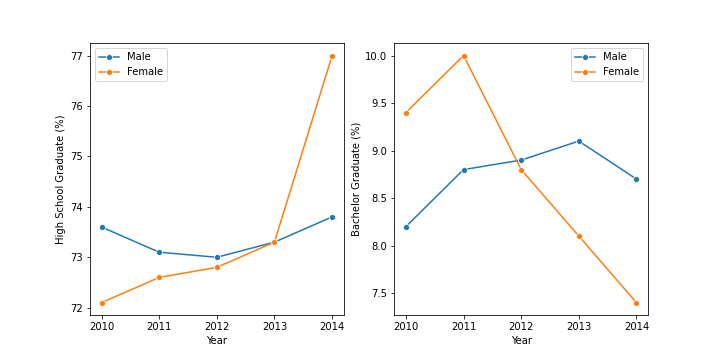 Male
Female
77
76
75
74
73
72
High School Graduate (%)
2010 2011 2012 2013 2014
Year
Male
Female
10.0
9.5
9.0
8.5
8.0
7.5
Bachelor Graduate (%)
2010 2011 2012 2013 2014
Year